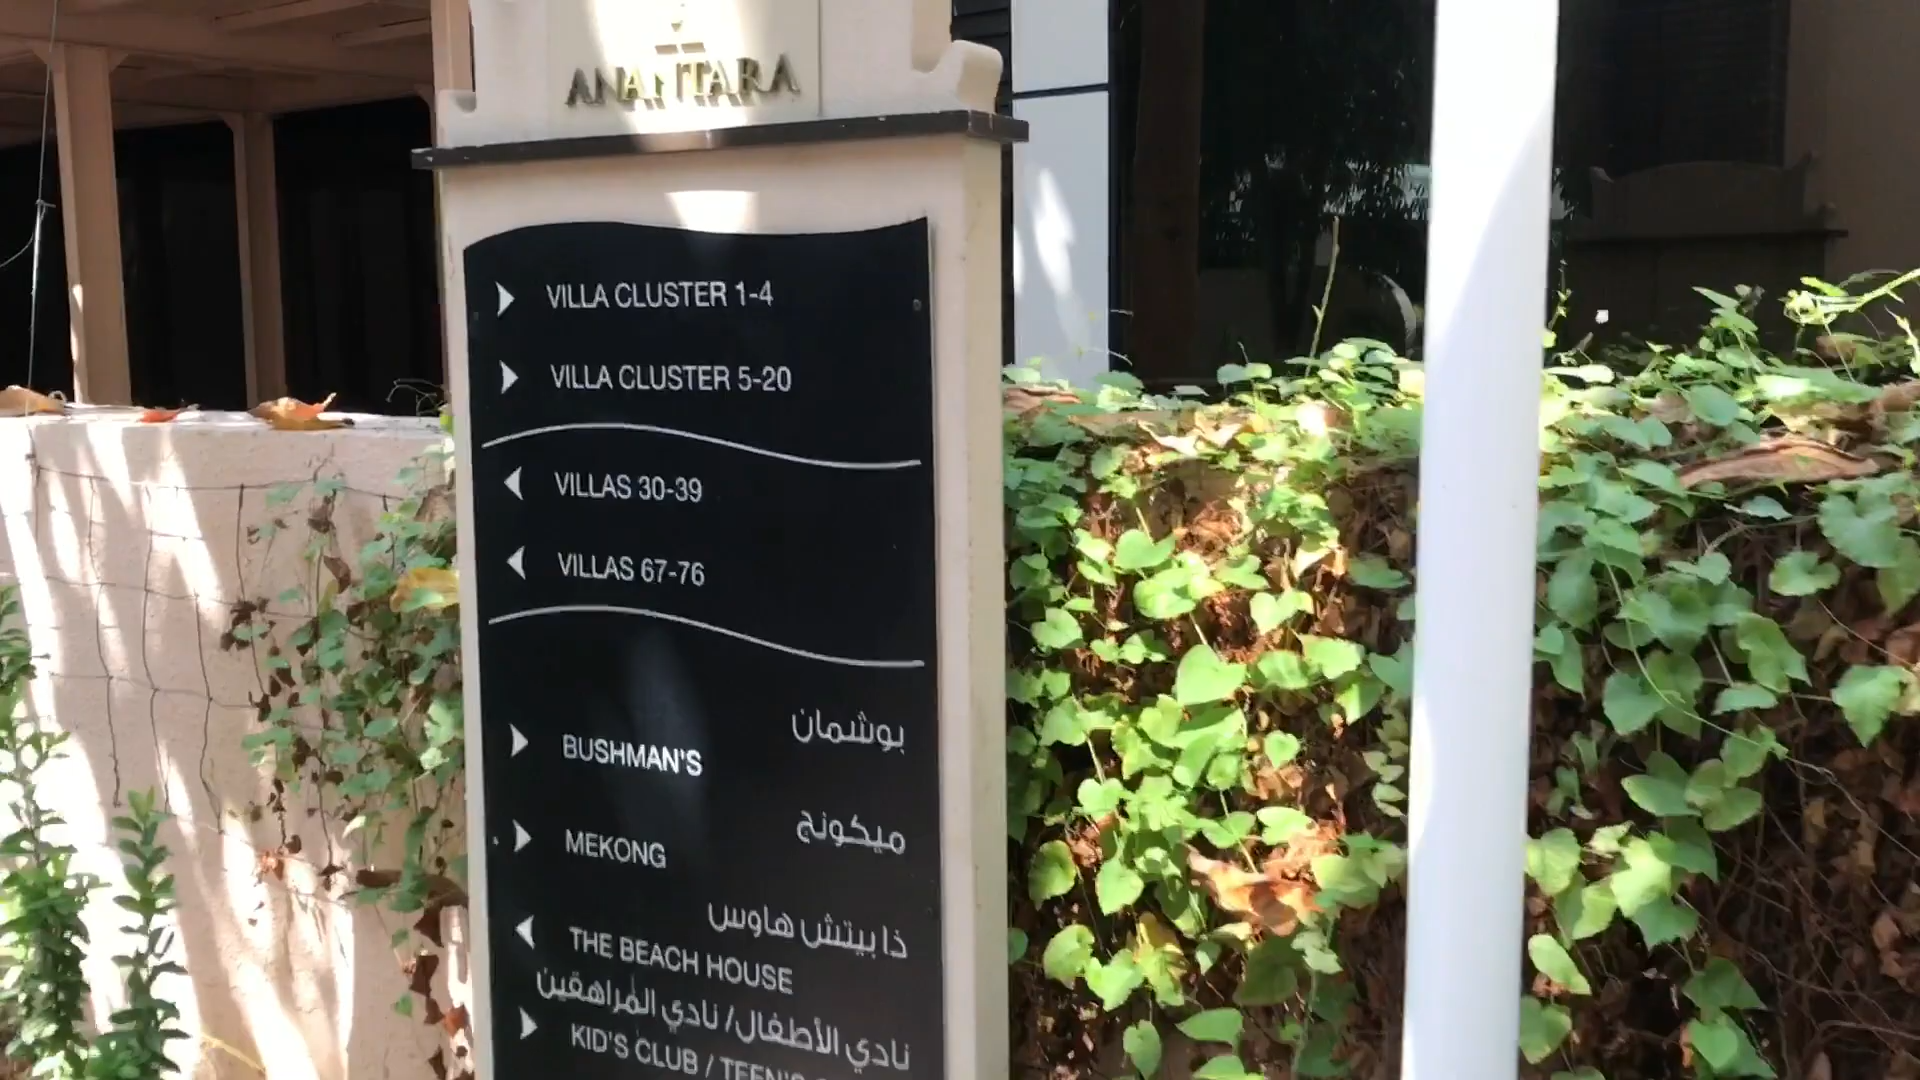 ANANTARA
VILLA CLUSTER 1-4
VILLA CLUSTER 5-20
VILLAS 30-39
VILLAS 67-76
بوشمان
BUSHMAN'S
ميكونج
MEKONG
ذا بيتش هاوس
THE BEACH HOUSE
نادي الأطفال/ نادي المراهقين
KID'S CLUB / TEEN'S